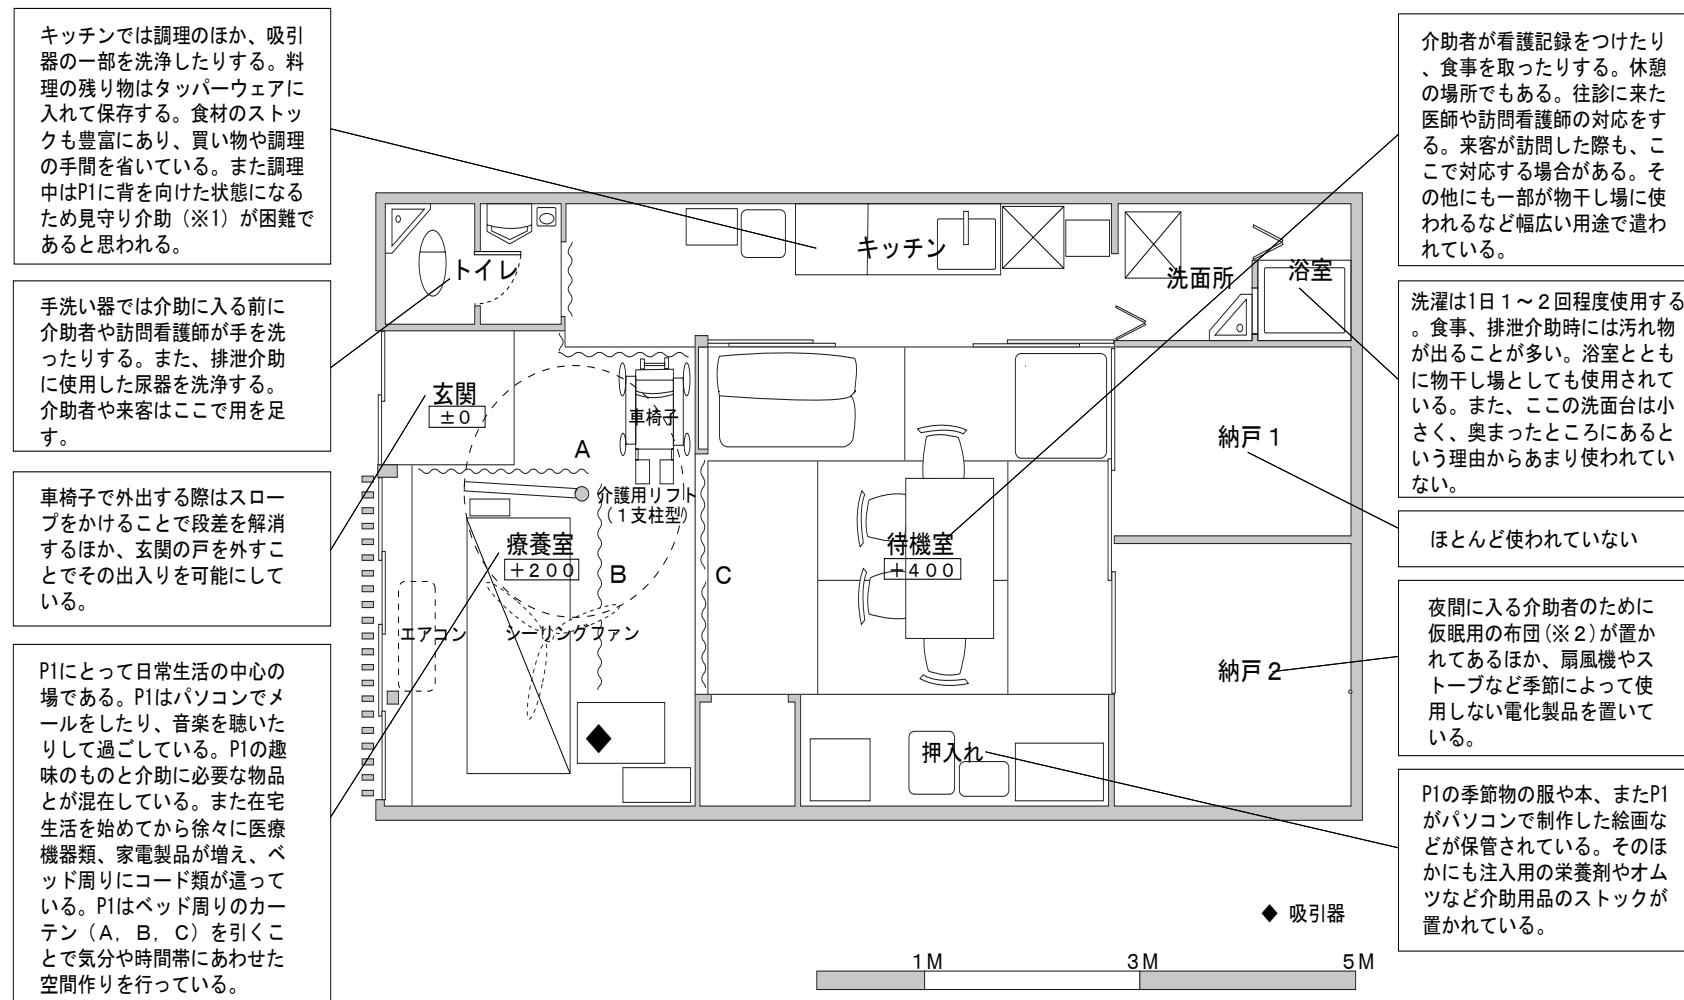 キッチンでは調理のほか、吸引
器の一部を洗浄したりする。料
理の残り物はタッパーウェアに
入れて保存する。食材のストッ
クも豊富にあり、買い物や調理
の手間を省いている。また調理
中はP1に背を向けた状態になる
ため見守り介助（※1）が困難で
あると思われる。
手洗い器では介助に入る前に
介助者や訪問看護師が手を洗
ったりする。また、排泄介助
に使用した尿器を洗浄する。
介助者や来客はここで用を足
す。
車椅子で外出する際はスロー
プをかけることで段差を解消
するほか、玄関の戸を外すこ
とでその出入りを可能にして
いる。
P1にとって日常生活の中心の
場である。P1はパソコンでメ
ールをしたり、音楽を聴いた
りして過ごしている。P1の趣
味のものと介助に必要な物品
とが混在している。また在宅
生活を始めてから徐々に医療
機器類、家電製品が増え、ベ
ッド周りにコード類が這って
いる。P1はベッド周りのカー
テン（A，B，C）を引くこ
とで気分や時間帯にあわせた
空間作りを行っている。
キッチン
トイレ
洗面所
浴室
玄関
±0
車椅子
A
納戸1
介護用リフト
（1支柱型）
療養室
+200
B
C
待機室
+400
エアコン
シーリングファン
納戸2
押入れ
◆ 吸引器
1M
3M
5M
介助者が看護記録をつけたり
、食事を取ったりする。休憩
の場所でもある。往診に来た
医師や訪問看護師の対応をす
る。来客が訪問した際も、こ
こで対応する場合がある。そ
の他にも一部が物干し場に使
われるなど幅広い用途で遣わ
れている。
洗濯は1日1～2回程度使用する
。食事、排泄介助時には汚れ物
が出ることが多い。浴室ととも
に物干し場としても使用されて
いる。また、ここの洗面台は小
さく、奥まったところにあると
いう理由からあまり使われてい
ない。
ほとんど使われていない
夜間に入る介助者のために
仮眠用の布団(※2)が置か
れてあるほか、扇風機やス
トーブなど季節によって使
用しない電化製品を置いて
いる。
P1の季節物の服や本、またP1
がパソコンで制作した絵画な
どが保管されている。そのほ
かにも注入用の栄養剤やオム
ツなど介助用品のストックが
置かれている。